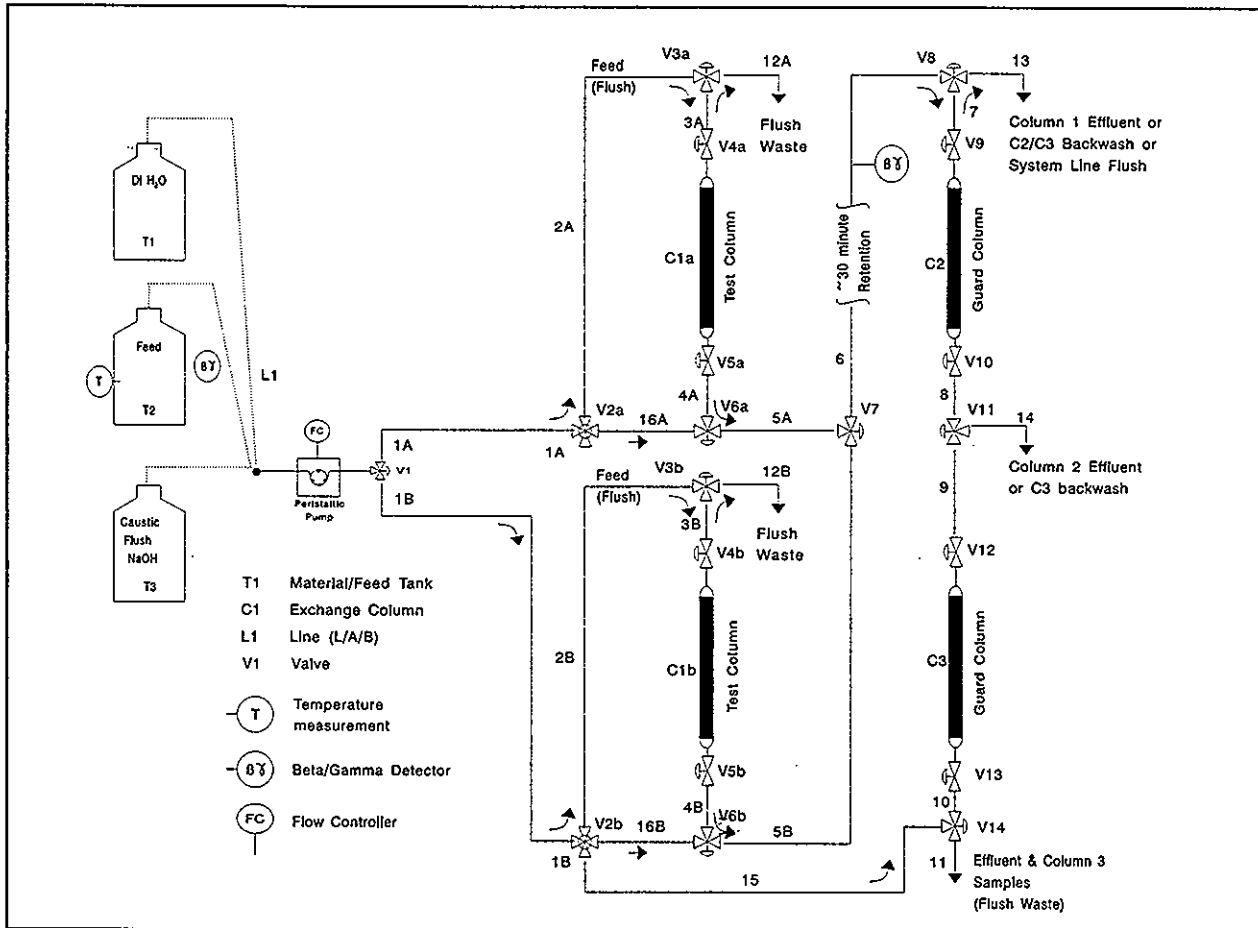 DI H₂O
T1
Feed
T2
T
βɣ
L1
Caustic
Flush
NaOH
T3
FC
Peristaltic
Pump
V1
1A
1B
T1 Material/Feed Tank
C1 Exchange Column
L1 Line (L/A/B)
V1 Valve
T
Temperature
measurement
βɣ
Beta/Gamma Detector
FC
Flow Controller
Feed
(Flush)
V3a
12A
Flush
Waste
3A
V4a
2A
C1a
Test Column
V5a
4A
V6a
V2a
16A
1A
5A
Feed
(Flush)
V3b
12B
Flush
Waste
3B
V4b
2B
C1b
Test Column
V5b
4B
V6b
V2b
16B
1B
5B
15
βɣ
~30 minute
Retention
6
V7
V8
13
7
Column 1 Effluent or
C2/C3 Backwash or
System Line Flush
V9
C2
Guard Column
V10
8
V11
14
Column 2 Effluent
or C3 backwash
9
V12
C3
Guard Column
V13
10
V14
11
Effluent & Column 3
Samples
(Flush Waste)